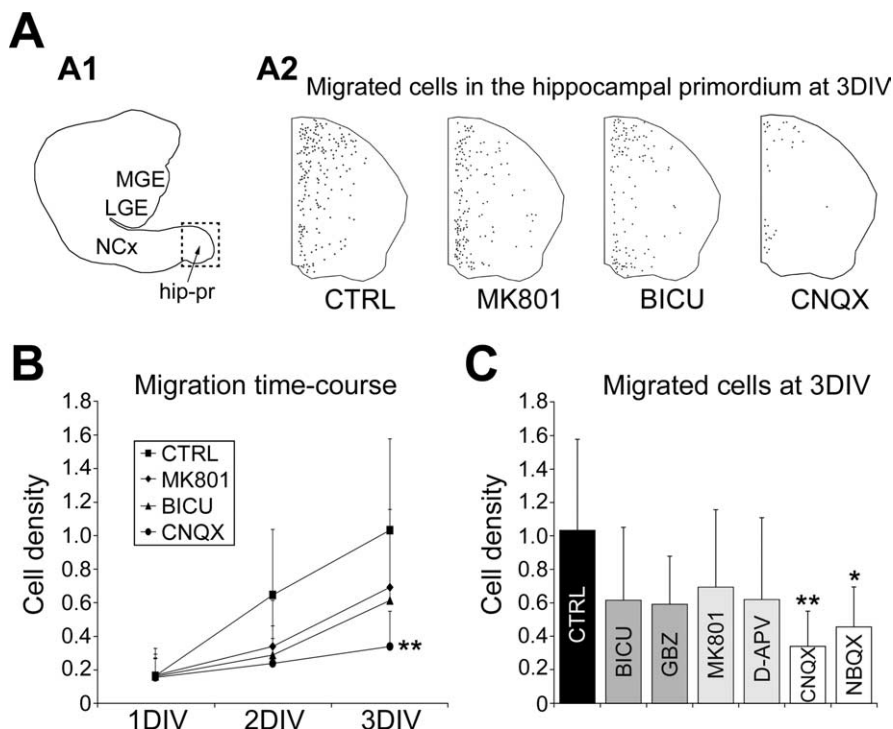 A
A1
MGE
LGE
NCx
hip-pr
A2
Migrated cells in the hippocampal primordium at 3DIV
CTRL MK801 BICU CNQX
B
Migration time-course
Cell density
1.8
1.6
1.4
1.2
1.0
0.8
0.6
0.4
0.2
0
CTRL
MK801
BICU
CNQX
**
1DIV 2DIV 3DIV
C
Migrated cells at 3DIV
Cell density
1.8
1.6
1.4
1.2
1.0
0.8
0.6
0.4
0.2
0
CTRL
BICU
GBZ
MK801
D-APV
**
CNQX
*
NBQX